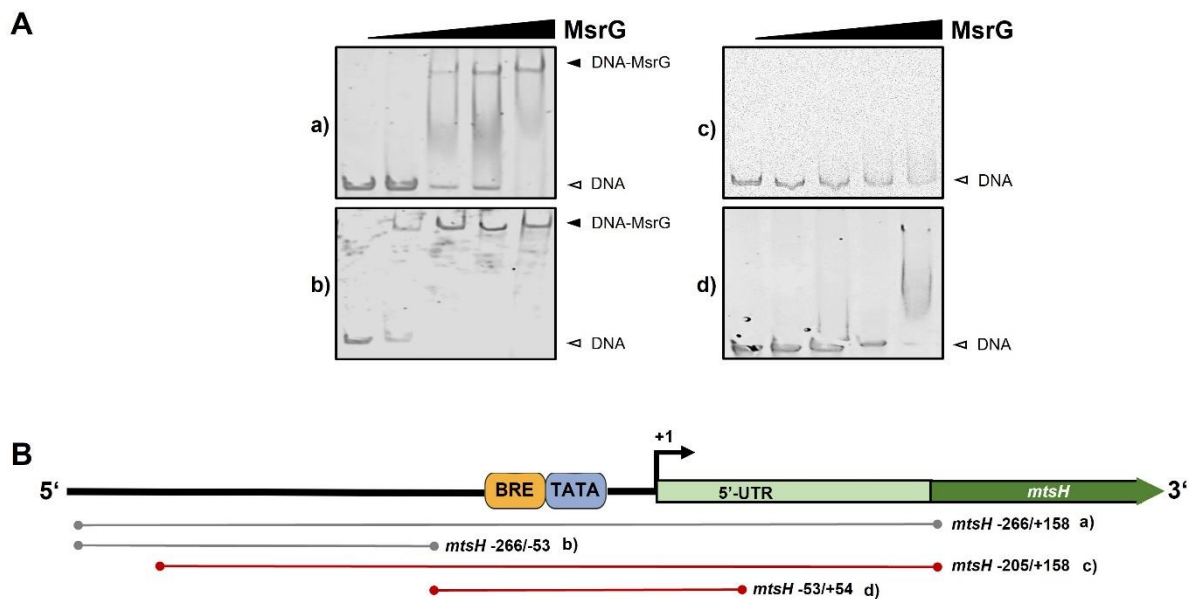 A
MsrG
MsrG
a)
DNA-MsrG
DNA
c)
DNA
b)
DNA-MsrG
DNA
d)
DNA
B
+1
5‘
BRE
TATA
5’-UTR
mtsH
3‘
mtsH -266/+158 a)
mtsH -266/-53 b)
mtsH -205/+158 c)
mtsH -53/+54 d)